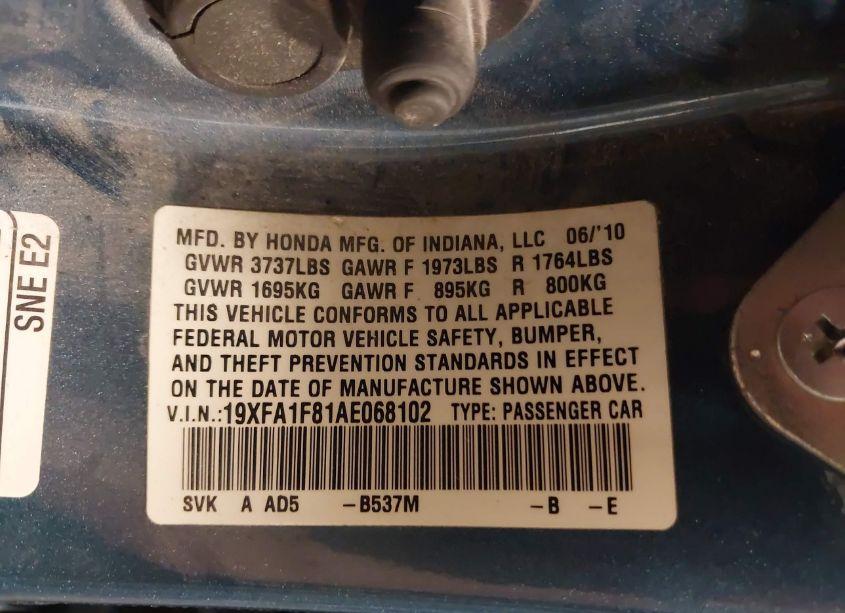 MFD. BY HONDA MFG. OF INDIANA, LLC 06/'10
GVWR 3737LBS GAWR F 1973LBS R 1764LBS
GVWR 1695KG GAWR F 895KG R 800KG
THIS VEHICLE CONFORMS TO ALL APPLICABLE
FEDERAL MOTOR VEHICLE SAFETY, BUMPER,
AND THEFT PREVENTION STANDARDS IN EFFECT
ON THE DATE OF MANUFACTURE SHOWN ABOVE.
V.I.N.:19XFA1F81AE068102 TYPE: PASSENGER CAR
SVK A AD5 –B537M –B –E
SNE E2